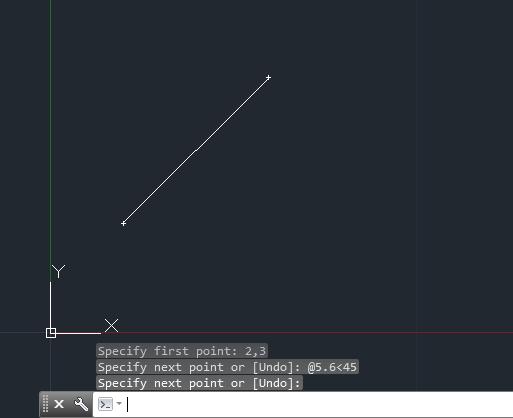 Y
X
Specify first point: 2,3
Specify next point or [Undo]: @5.6<45
Specify next point or [Undo]: